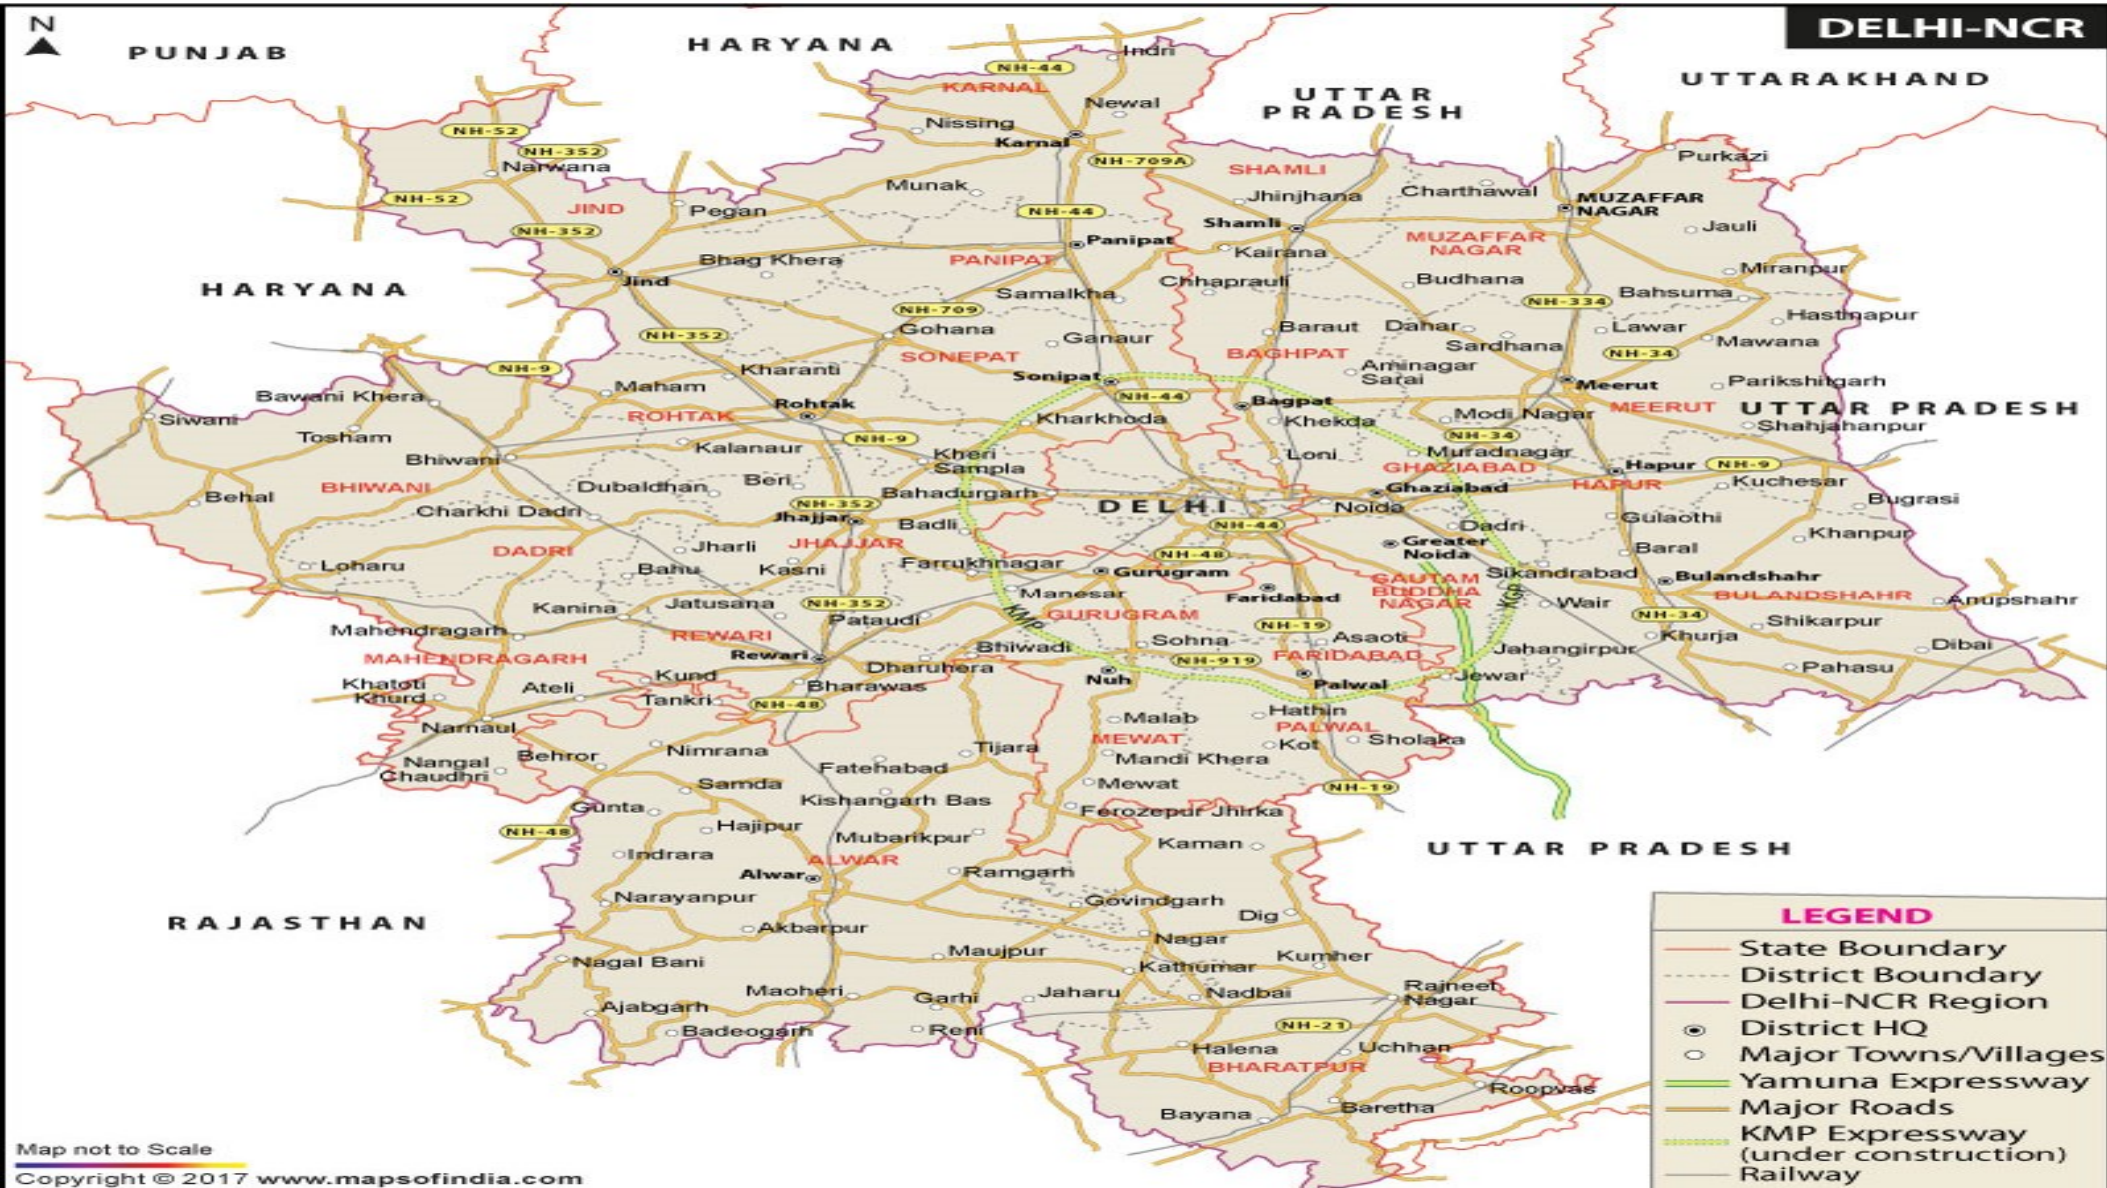 N
DELHI-NCR
PUNJAB
HARYANA
UTTAR
PRADESH
UTTARAKHAND
Indri
NH-44
KARNAL
Newal
Nissing
Karnal
NH-709A
NH-52
NH-352
Narwana
NH-52
JIND
Pegan
NH-352
Munak
NH-44
SHAMLI
Jhinjhana
Charthawal
Purkazi
MUZAFFAR
NAGAR
Jauli
Shamli
Panipat
Kairana
MUZAFFAR
NAGAR
HARYANA
Jind
Bhag Khera
PANIPAT
Samalkha
Chhaprauli
Budhana
Miranpur
Bahsuma
NH-334
NH-709
Gohana
NH-352
Ganaur
Baraut
Dahar
Lawar
Hastinapur
Sardhana
Mawana
NH-34
SONEPAT
BAGHPAT
Aminagar
Sarai
NH-9
Kharanti
Maham
Sonipat
NH-44
Bagpat
Meerut
Parikshitgarh
Bawani Khera
Siwani
Rohtak
ROHTAK
Kharkhoda
Khekda
Modi Nagar
MEERUT
UTTAR PRADESH
Shahjahanpur
Tosham
NH-9
NH-34
Kalanaur
Kheri
Sampla
Loni
Muradnagar
GHAZIABAD
Hapur
NH-9
Bhiwani
BHIWANI
Behal
Dubaldhan
Beri
Bahadurgarh
DELHI
Noida
Ghaziabad
HAPUR
Kuchesar
Bugrasi
NH-352
Charkhi Dadri
Jhajjar
Badli
NH-44
Dadri
Gulaothi
Khanpur
DADRI
Jharli
JHAJJAR
NH-48
Greater
Noida
Baral
Loharu
Bahu
Kasni
Farrukhnagar
Gurugram
GAUTAM
BUDDHA
NAGAR
Sikandrabad
Bulandshahr
BULANDSHAHR
Anupshahr
Kanina
Jatusana
NH-352
Manesar
Faridabad
KGP
Wair
NH-34
KMP
GURUGRAM
Pataudi
NH-19
Shikarpur
Mahendragarh
REWARI
Sohna
Asaoti
Khurja
MAHENDRAGARH
Rewari
Bhiwadi
Dharuhera
NH-919
FARIDABAD
Jahangirpur
Dibai
Pahasu
Khatoti
Khurd
Ateli
Kund
Tankri
Bharawas
NH-48
Nuh
Palwal
Jewar
Narnaul
Malab
Hathin
PALWAL
Nangal
Chaudhri
Behror
Nimrana
Tijara
MEWAT
Kot
Sholaka
Fatehabad
Mandi Khera
Samda
Mewat
NH-19
Gunta
Kishangarh Bas
Ferozepur Jhirka
NH-48
Hajipur
Mubarikpur
Kaman
UTTAR PRADESH
Indrara
ALWAR
Alwar
Ramgarh
Narayanpur
Govindgarh
Dig
RAJASTHAN
Akbarpur
Nagar
Maujpur
Kumher
Nagal Bani
Kathumar
Maoheri
Garhi
Jaharu
Nadbai
Rajneet
Nagar
Ajabgarh
Badeogarh
Reni
NH-21
Halena
Uchhan
BHARATPUR
Roopvas
Bayana
Baretha
LEGEND
State Boundary
District Boundary
Delhi-NCR Region
District HQ
Major Towns/Villages
Yamuna Expressway
Major Roads
KMP Expressway
(under construction)
Railway
Map not to Scale
Copyright © 2017 www.mapsofindia.com